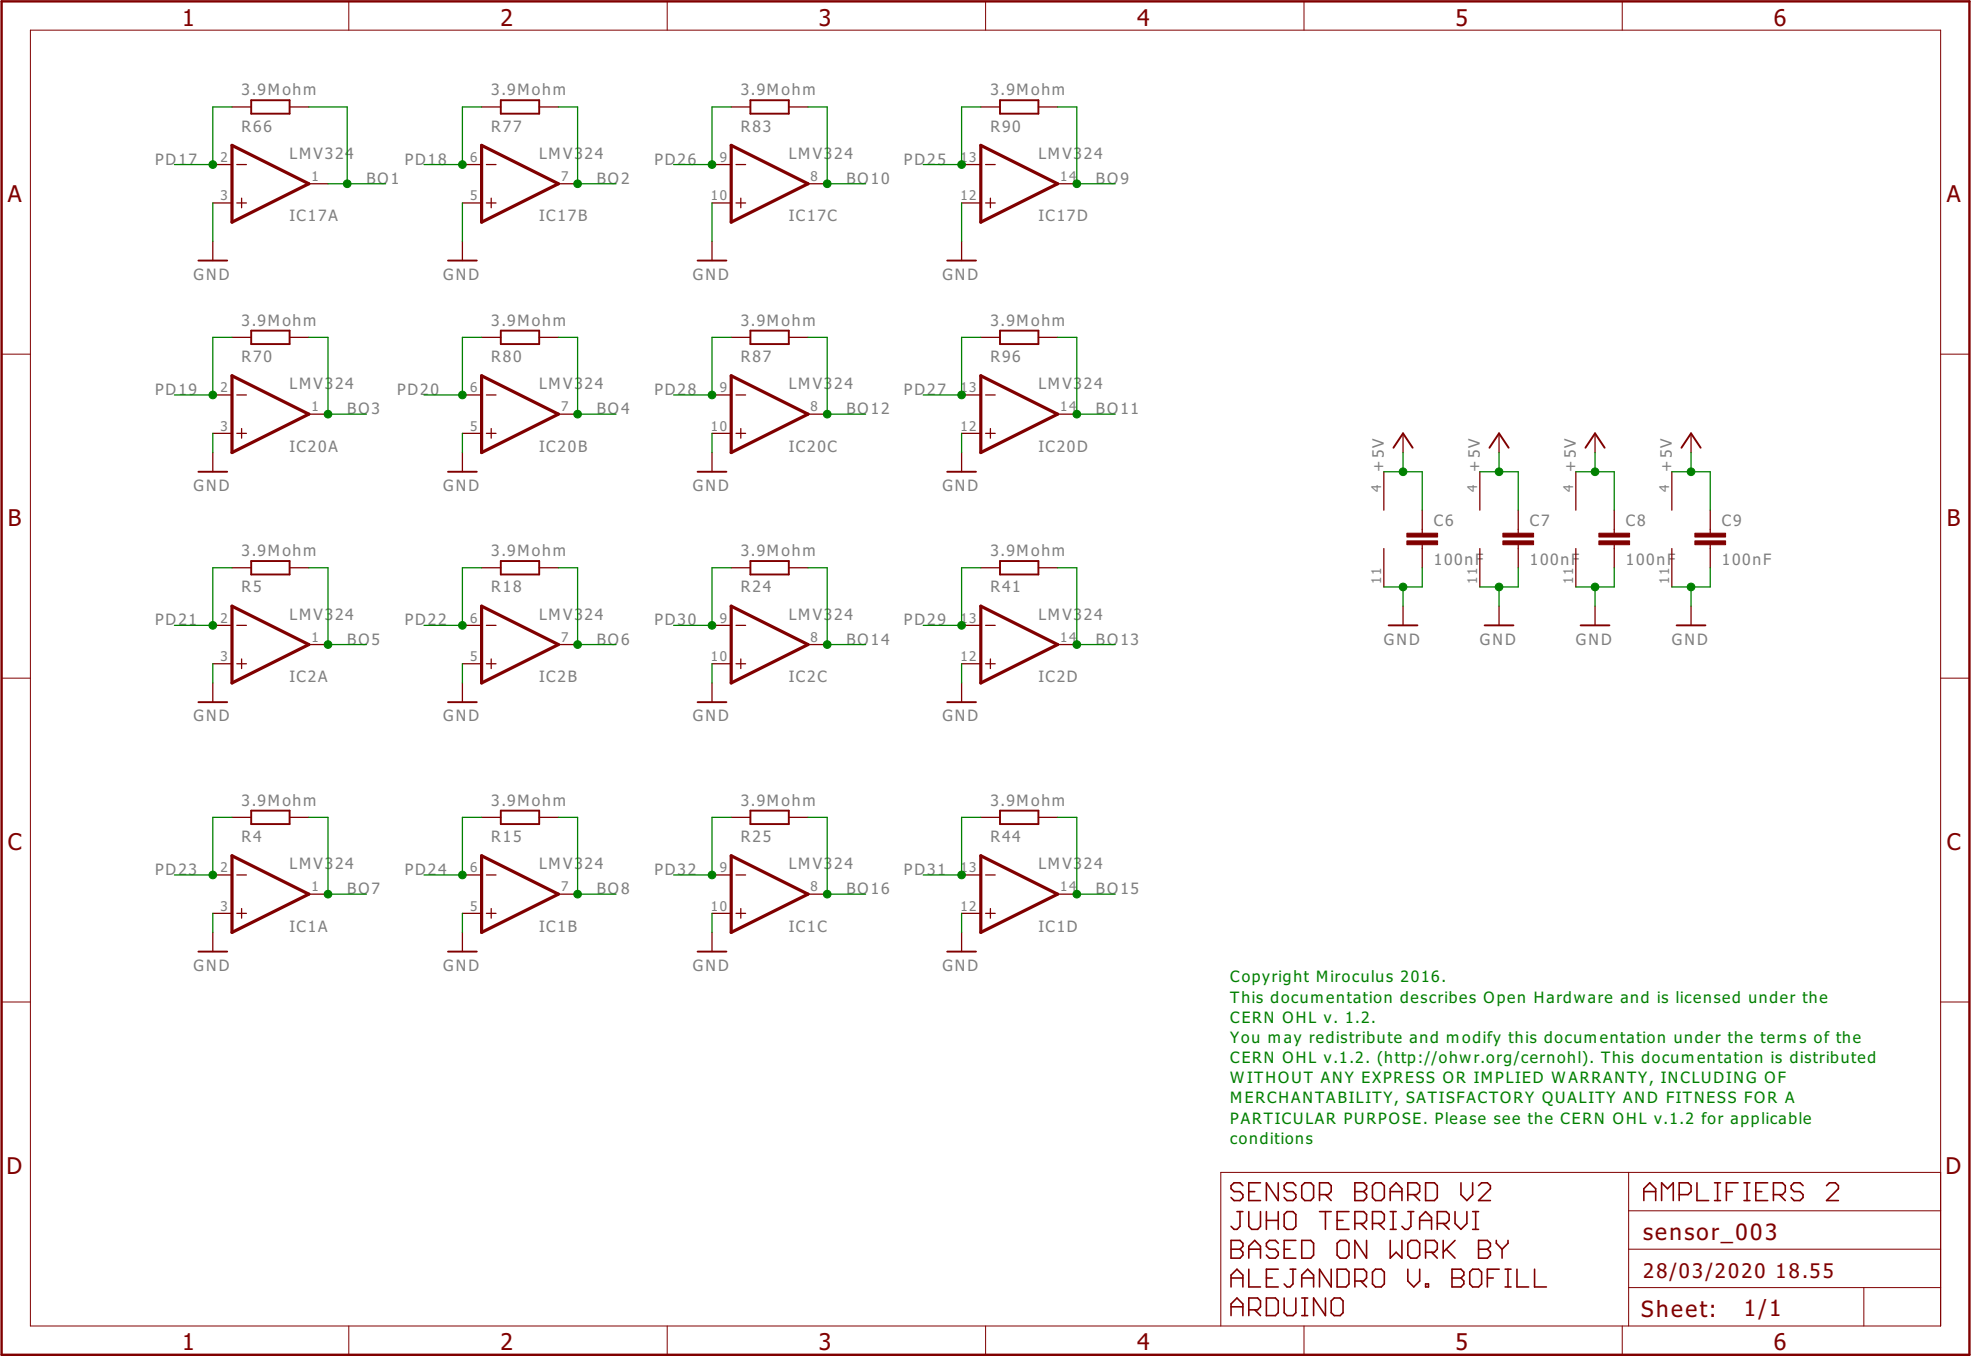 1 2 3 4 5 6
3.9Mohm 3.9Mohm 3.9Mohm 3.9Mohm
R66 R77 R83 R90
PD17 2 LMV324 PD18 6 LMV324 PD26 9 LMV324 PD25 13 LMV324
1 BO1 7 BO2 8 BO10 14 BO9
A 3 5 10 12 A
IC17A IC17B IC17C IC17D
GND GND GND GND
3.9Mohm 3.9Mohm 3.9Mohm 3.9Mohm
R70 R80 R87 R96
PD19 2 LMV324 PD20 6 LMV324 PD28 9 LMV324 PD27 13 LMV324
1 BO3 7 BO4 8 BO12 14 BO11
3 5 10 12
IC20A IC20B IC20C IC20D
GND GND GND GND
+5V +5V +5V +5V
4 4 4 4
B C6 C7 C8 C9 B
100nF 100nF 100nF 100nF
11 11 11 11
GND GND GND GND
3.9Mohm 3.9Mohm 3.9Mohm 3.9Mohm
R5 R18 R24 R41
PD21 2 LMV324 PD22 6 LMV324 PD30 9 LMV324 PD29 13 LMV324
1 BO5 7 BO6 8 BO14 14 BO13
3 5 10 12
IC2A IC2B IC2C IC2D
GND GND GND GND
3.9Mohm 3.9Mohm 3.9Mohm 3.9Mohm
C R4 R15 R25 R44 C
PD23 2 LMV324 PD24 6 LMV324 PD32 9 LMV324 PD31 13 LMV324
1 BO7 7 BO8 8 BO16 14 BO15
3 5 10 12
IC1A IC1B IC1C IC1D
GND GND GND GND
Copyright Miroculus 2016.
This documentation describes Open Hardware and is licensed under the
CERN OHL v. 1.2.
You may redistribute and modify this documentation under the terms of the
CERN OHL v.1.2. (http://ohwr.org/cernohl). This documentation is distributed
WITHOUT ANY EXPRESS OR IMPLIED WARRANTY, INCLUDING OF
MERCHANTABILITY, SATISFACTORY QUALITY AND FITNESS FOR A
PARTICULAR PURPOSE. Please see the CERN OHL v.1.2 for applicable
conditions
D D
SENSOR BOARD V2
JUHO TERRIJARVI
BASED ON WORK BY
ALEJANDRO V. BOFILL
ARDUINO
AMPLIFIERS 2
sensor_003
28/03/2020 18.55
Sheet: 1/1
1 2 3 4 5 6